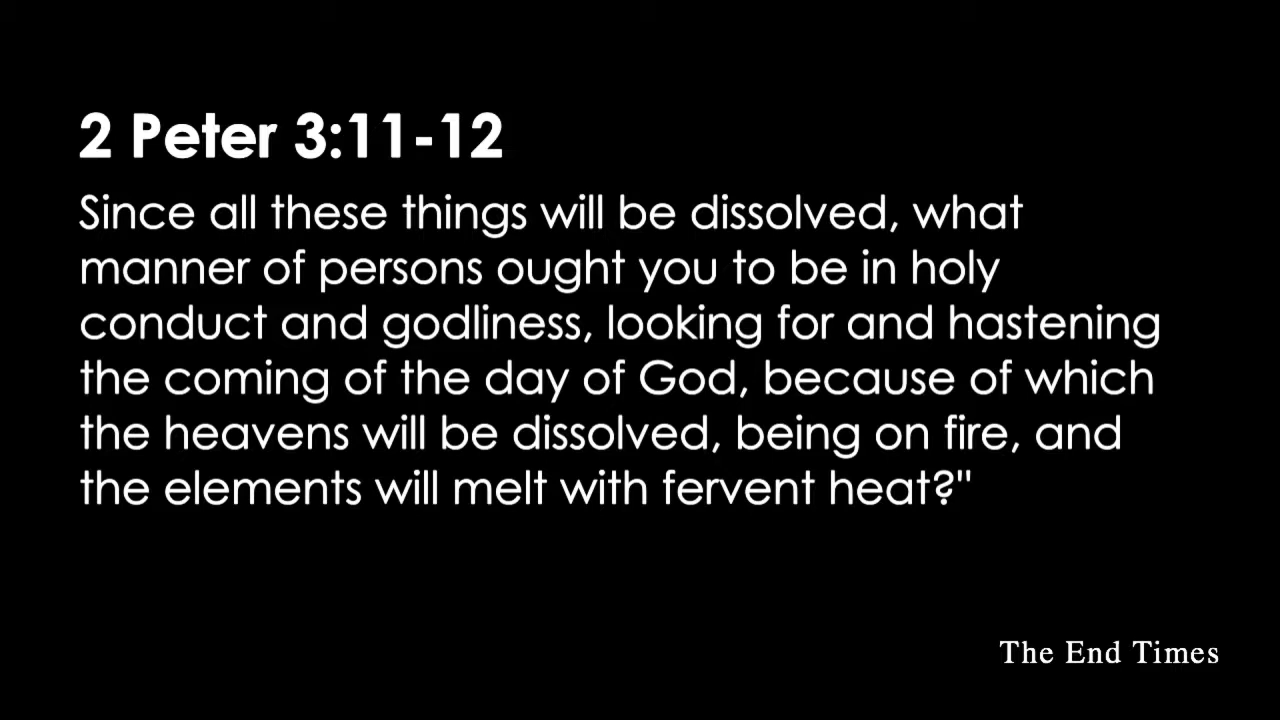 2 Peter 3:11-12
Since all these things will be dissolved, what
manner of persons ought you to be in holy
conduct and godliness, looking for and hastening
the coming of the day of God, because of which
the heavens will be dissolved, being on fire, and
the elements will melt with fervent heat?"
The End Times